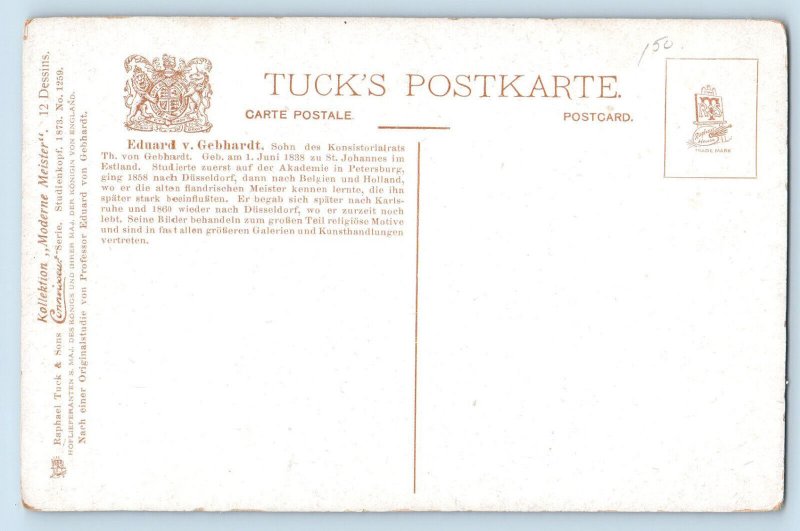 TUCK'S POSTKARTE.
CARTE POSTALE.
POSTCARD.
150
TRADE MARK
Eduard v. Gebhardt. Sohn des Konsistorialrats
Th. von Gebhardt. Geb. am 1. Juni 1838 zu St. Johannes im
Estland. Studierte zuerst auf der Akademie in Petersburg,
ging 1858 nach Düsseldorf, dann nach Belgien und Holland,
wo er die alten flandrischen Meister kennen lernte, die ihn
später stark beeinflußten. Er begab sich später nach Karls-
ruhe und 1860 wieder nach Düsseldorf, wo er zurzeit noch
lebt. Seine Bilder behandeln zum großen Teil religiöse Motive
und sind in fast allen größeren Galerien und Kunsthandlungen
vertreten.
Kollektion „Moderne Meister". 12 Dessins.
Raphael Tuck & Sons Connoisseur-Serie. Studienkopf. 1873. No. 1259.
HOFLIEFERANTEN S. MAJ. DES KÖNIGS UND IHRER MAJ. DER KÖNIGIN VON ENGLAND.
Nach einer Originalstudie von Professor Eduard von Gebhardt.